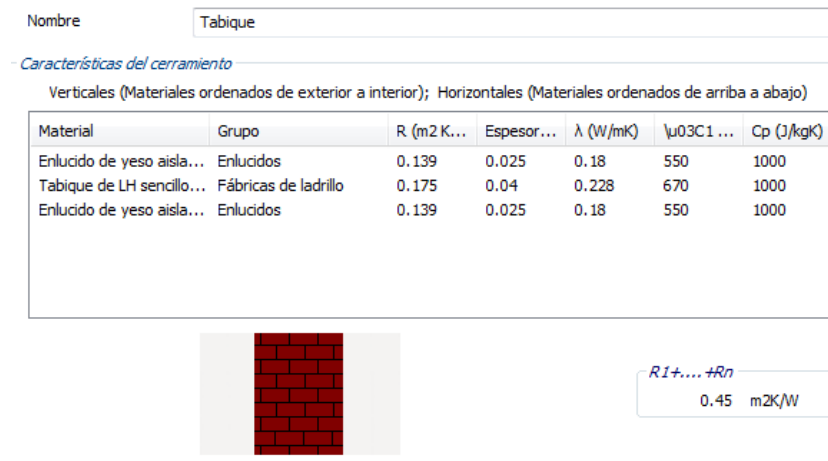 Nombre Tabique
Características del cerramiento
Verticales (Materiales ordenados de exterior a interior); Horizontales (Materiales ordenados de arriba a abajo)
Material Grupo R (m2 K... Espesor... λ (W/mK) \u03C1 ... Cp (J/kgK)
Enlucido de yeso aisla... Enlucidos 0.139 0.025 0.18 550 1000
Tabique de LH sencillo... Fábricas de ladrillo 0.175 0.04 0.228 670 1000
Enlucido de yeso aisla... Enlucidos 0.139 0.025 0.18 550 1000
R1+....+Rn
0.45 m2K/W